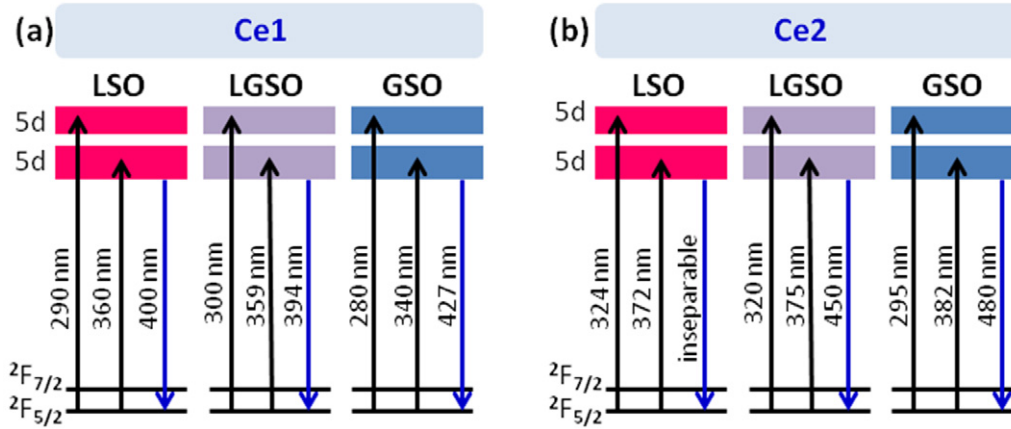 (a) Ce1
LSO LGSO GSO
5d
5d
290 nm 360 nm 400 nm 300 nm 359 nm 394 nm 280 nm 340 nm 427 nm
²F₇/₂
²F₅/₂
(b) Ce2
LSO LGSO GSO
5d
5d
324 nm 372 nm inseparable 320 nm 375 nm 450 nm 295 nm 382 nm 480 nm
²F₇/₂
²F₅/₂